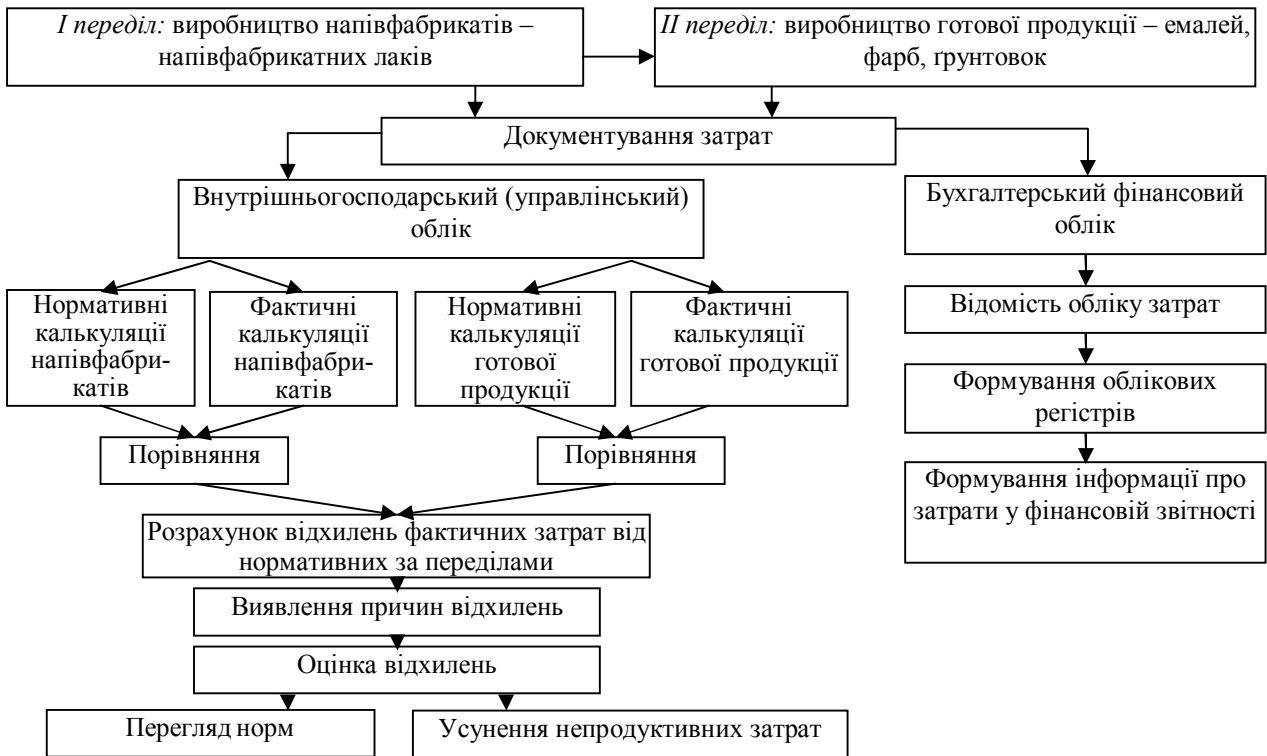 І переділ: виробництво напівфабрикатів –
напівфабрикатних лаків
ІІ переділ: виробництво готової продукції – емалей,
фарб, ґрунтовок
Документування затрат
Внутрішньогосподарський (управлінський)
облік
Бухгалтерський фінансовий
облік
Нормативні
калькуляції
напівфабри-
катів
Фактичні
калькуляції
напівфабри-
катів
Нормативні
калькуляції
готової
продукції
Фактичні
калькуляції
готової продукції
Відомість обліку затрат
Формування облікових
регістрів
Порівняння
Порівняння
Формування інформації про
затрати у фінансовій звітності
Розрахунок відхилень фактичних затрат від
нормативних за переділами
Виявлення причин відхилень
Оцінка відхилень
Перегляд норм
Усунення непродуктивних затрат